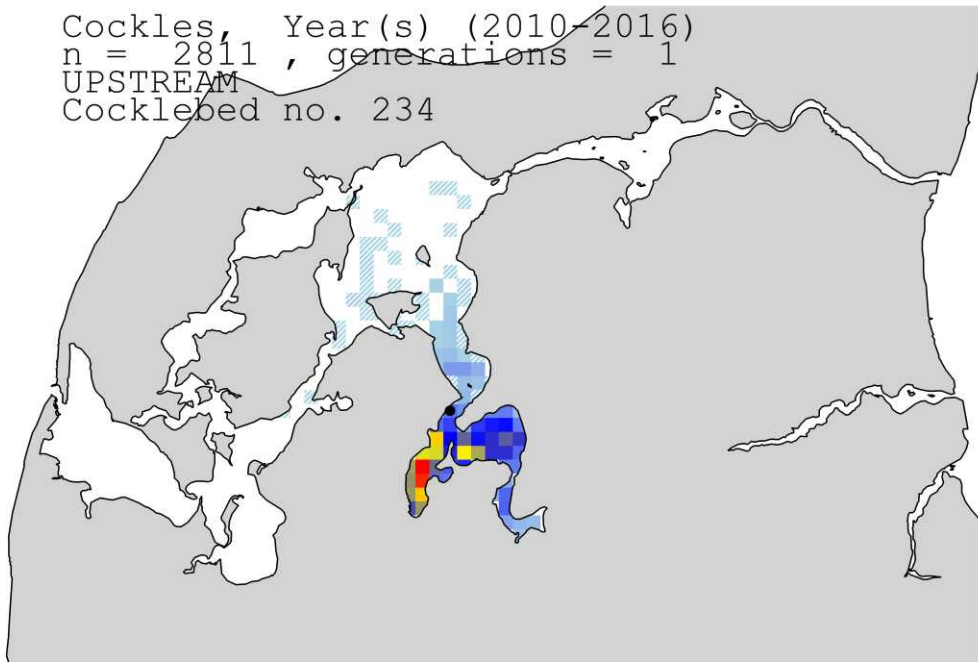 Cockles, Year(s) (2010-2016)
n = 2811 , generations = 1
UPSTREAM
Cocklebed no. 234